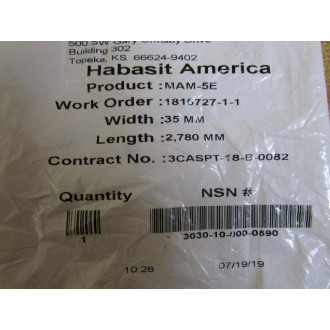 Building 302
Topeka, KS 66624-9402
Habasit America
Product : MAM-5E
Work Order : 1816727-1-1
Width : 35 MM
Length : 2,780 MM
Contract No. : 3CASPT-18-B-0082
Quantity NSN #
1 3030-10-000-0590
10:28 07/19/19